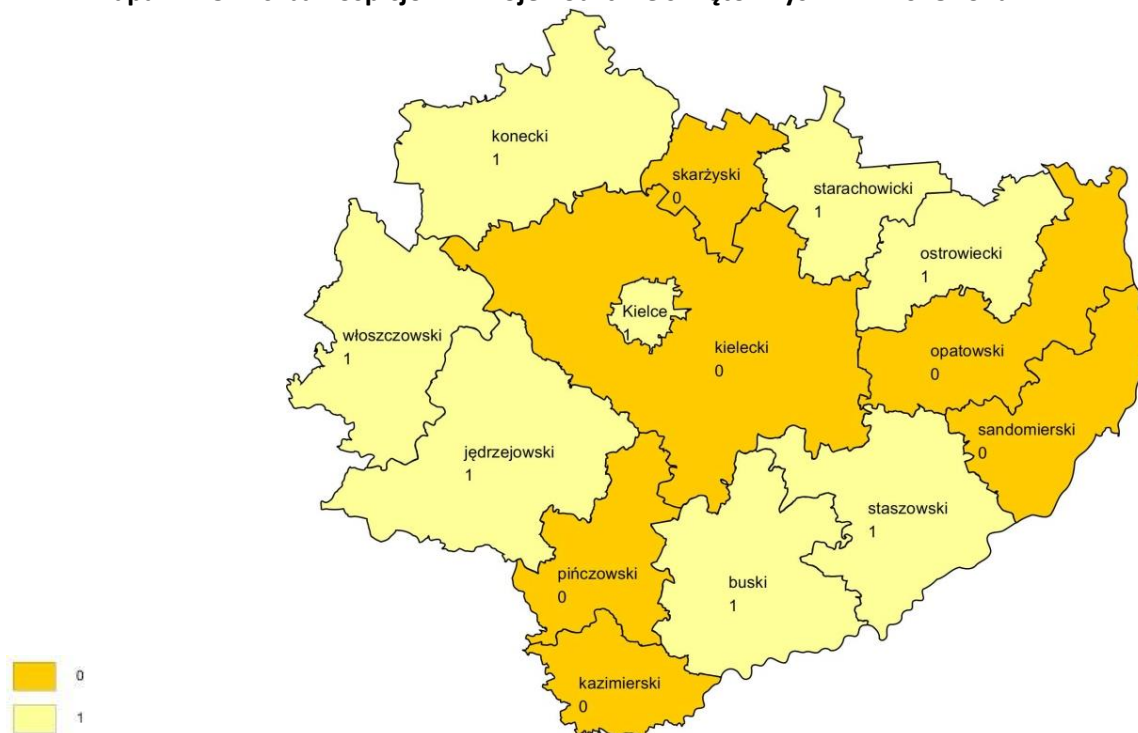 konecki
1
skarżyski
0
starachowicki
1
ostrowiecki
1
Kielce
1
włoszczowski
1
kielecki
0
opatowski
0
sandomierski
0
jędrzejowski
1
staszowski
1
pińczowski
0
buski
1
kazimierski
0
0
1